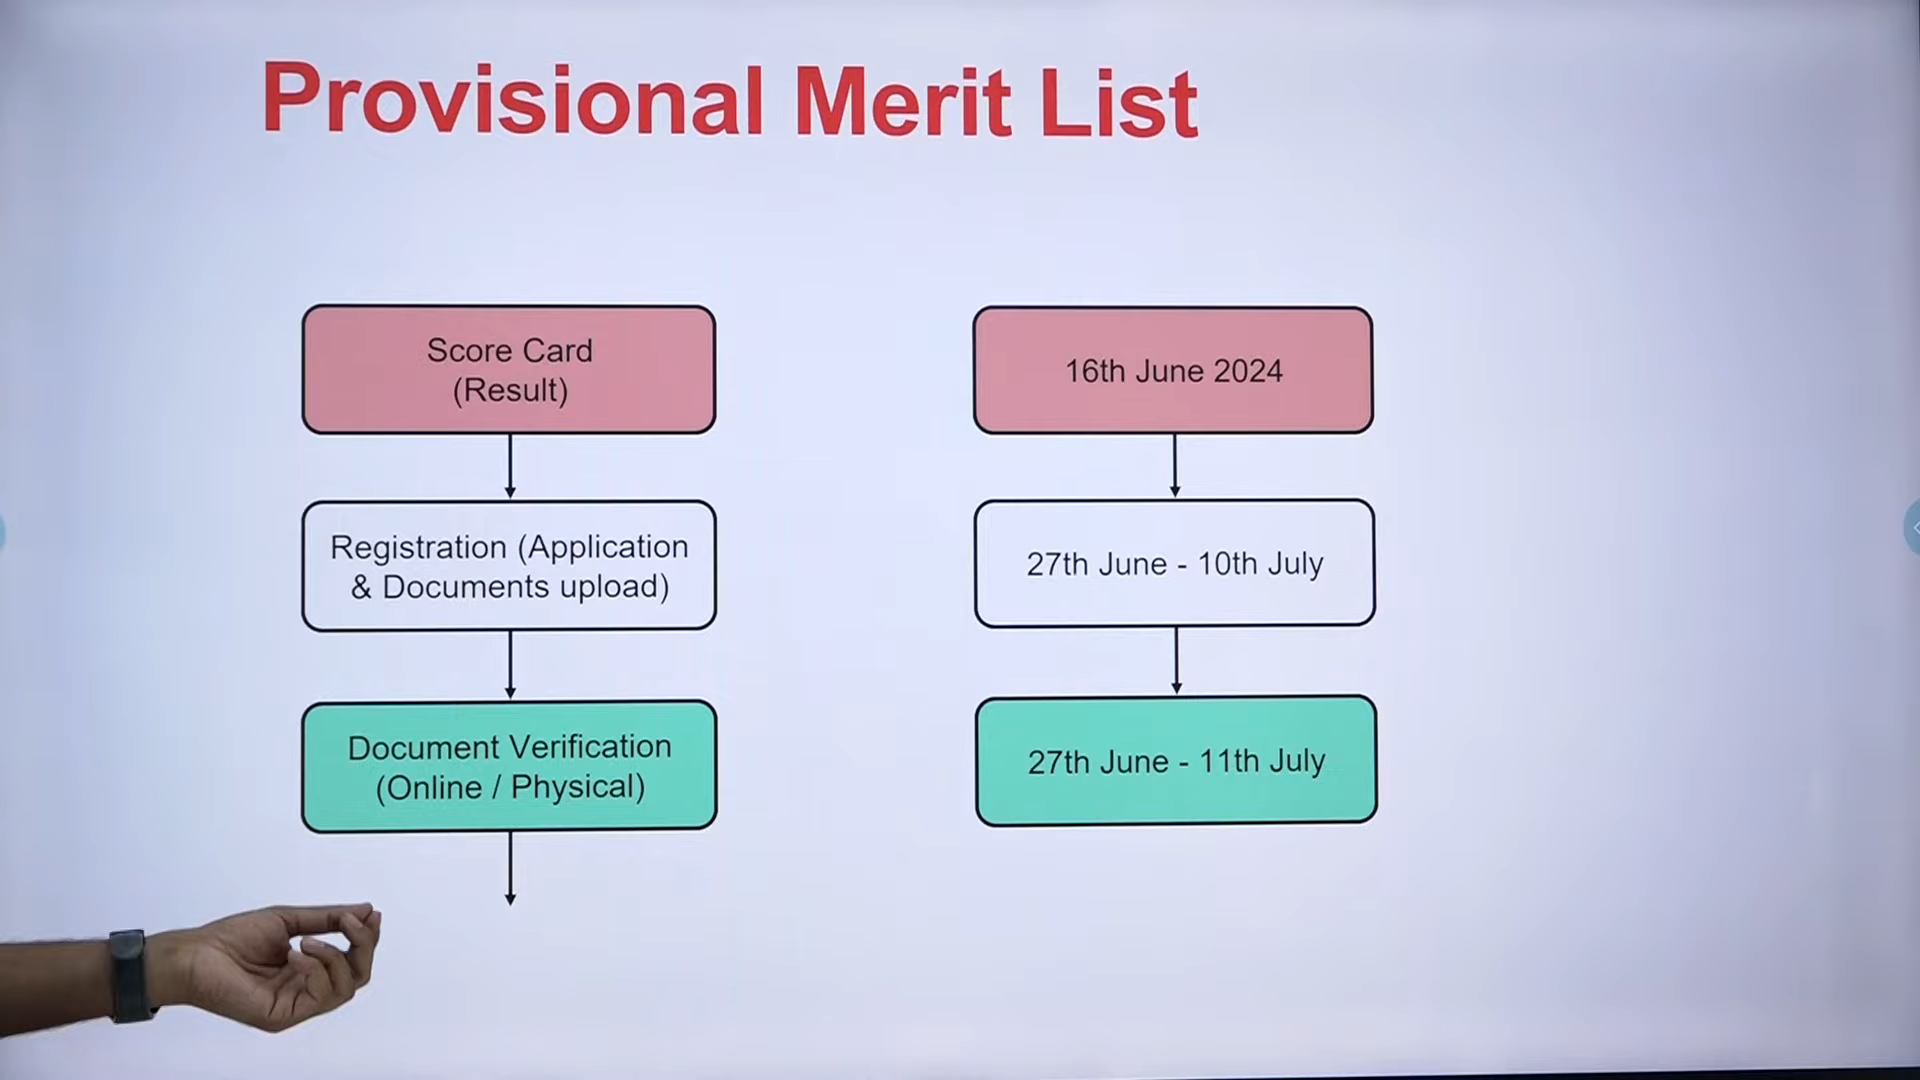 Provisional Merit List
Score Card
(Result)
16th June 2024
Registration (Application
& Documents upload)
27th June - 10th July
Document Verification
(Online / Physical)
27th June - 11th July